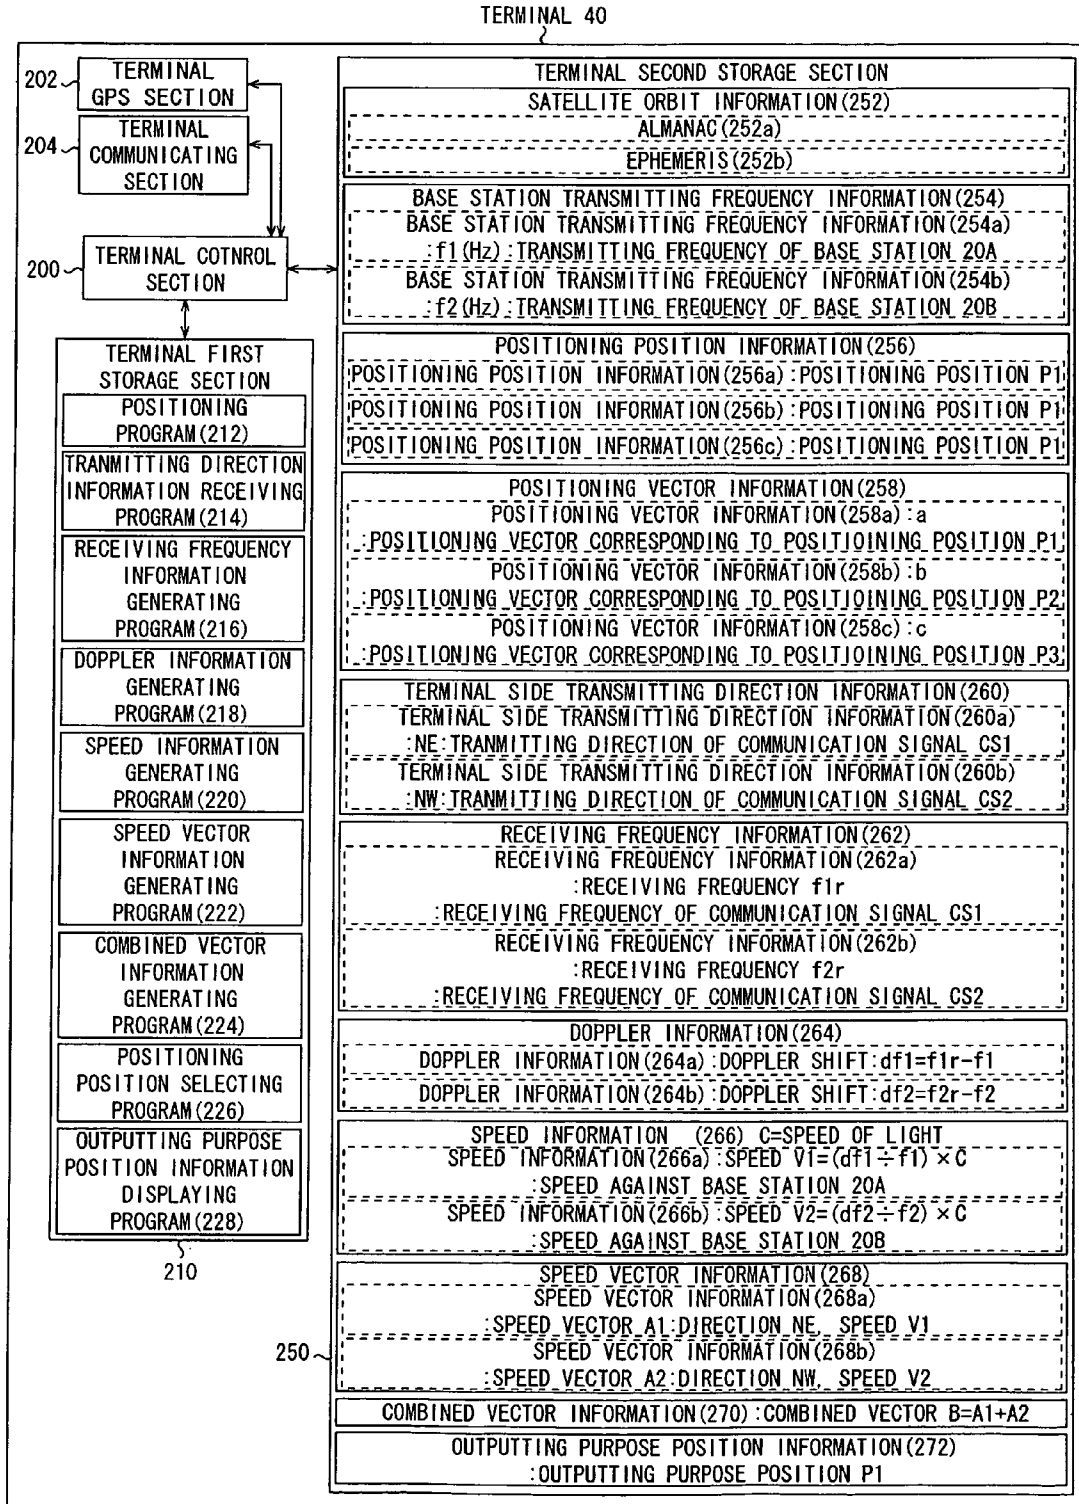 TERMINAL 40
202
TERMINAL
GPS SECTION
204
TERMINAL
COMMUNICATING
SECTION
200
TERMINAL COTNROL
SECTION
TERMINAL FIRST
STORAGE SECTION
POSITIONING
PROGRAM(212)
TRANMITTING DIRECTION
INFORMATION RECEIVING
PROGRAM(214)
RECEIVING FREQUENCY
INFORMATION
GENERATING
PROGRAM(216)
DOPPLER INFORMATION
GENERATING
PROGRAM(218)
SPEED INFORMATION
GENERATING
PROGRAM(220)
SPEED VECTOR
INFORMATION
GENERATING
PROGRAM(222)
COMBINED VECTOR
INFORMATION
GENERATING
PROGRAM(224)
POSITIONING
POSITION SELECTING
PROGRAM(226)
OUTPUTTING PURPOSE
POSITION INFORMATION
DISPLAYING
PROGRAM(228)
210
TERMINAL SECOND STORAGE SECTION
SATELLITE ORBIT INFORMATION(252)
ALMANAC(252a)
EPHEMERIS(252b)
BASE STATION TRANSMITTING FREQUENCY INFORMATION(254)
BASE STATION TRANSMITTING FREQUENCY INFORMATION(254a)
:f1(Hz):TRANSMITTING FREQUENCY OF BASE STATION 20A
BASE STATION TRANSMITTING FREQUENCY INFORMATION(254b)
:f2(Hz):TRANSMITTING FREQUENCY OF BASE STATION 20B
POSITIONING POSITION INFORMATION(256)
POSITIONING POSITION INFORMATION(256a):POSITIONING POSITION P1
POSITIONING POSITION INFORMATION(256b):POSITIONING POSITION P1
POSITIONING POSITION INFORMATION(256c):POSITIONING POSITION P1
POSITIONING VECTOR INFORMATION(258)
POSITIONING VECTOR INFORMATION(258a):a
:POSITIONING VECTOR CORRESPONDING TO POSITIOINING POSITION P1
POSITIONING VECTOR INFORMATION(258b):b
:POSITIONING VECTOR CORRESPONDING TO POSITIOINING POSITION P2
POSITIONING VECTOR INFORMATION(258c):c
:POSITIONING VECTOR CORRESPONDING TO POSITIOINING POSITION P3
TERMINAL SIDE TRANSMITTING DIRECTION INFORMATION(260)
TERMINAL SIDE TRANSMITTING DIRECTION INFORMATION(260a)
:NE:TRANMITTING DIRECTION OF COMMUNICATION SIGNAL CS1
TERMINAL SIDE TRANSMITTING DIRECTION INFORMATION(260b)
:NW:TRANMITTING DIRECTION OF COMMUNICATION SIGNAL CS2
RECEIVING FREQUENCY INFORMATION(262)
RECEIVING FREQUENCY INFORMATION(262a)
:RECEIVING FREQUENCY f1r
:RECEIVING FREQUENCY OF COMMUNICATION SIGNAL CS1
RECEIVING FREQUENCY INFORMATION(262b)
:RECEIVING FREQUENCY f2r
:RECEIVING FREQUENCY OF COMMUNICATION SIGNAL CS2
DOPPLER INFORMATION(264)
DOPPLER INFORMATION(264a):DOPPLER SHIFT:df1=f1r-f1
DOPPLER INFORMATION(264b):DOPPLER SHIFT:df2=f2r-f2
SPEED INFORMATION (266) C=SPEED OF LIGHT
SPEED INFORMATION(266a):SPEED V1=(df1÷f1)×C
:SPEED AGAINST BASE STATION 20A
SPEED INFORMATION(266b):SPEED V2=(df2÷f2)×C
:SPEED AGAINST BASE STATION 20B
SPEED VECTOR INFORMATION(268)
SPEED VECTOR INFORMATION(268a)
:SPEED VECTOR A1:DIRECTION NE, SPEED V1
SPEED VECTOR INFORMATION(268b)
:SPEED VECTOR A2:DIRECTION NW, SPEED V2
250
COMBINED VECTOR INFORMATION(270):COMBINED VECTOR B=A1+A2
OUTPUTTING PURPOSE POSITION INFORMATION(272)
:OUTPUTTING PURPOSE POSITION P1